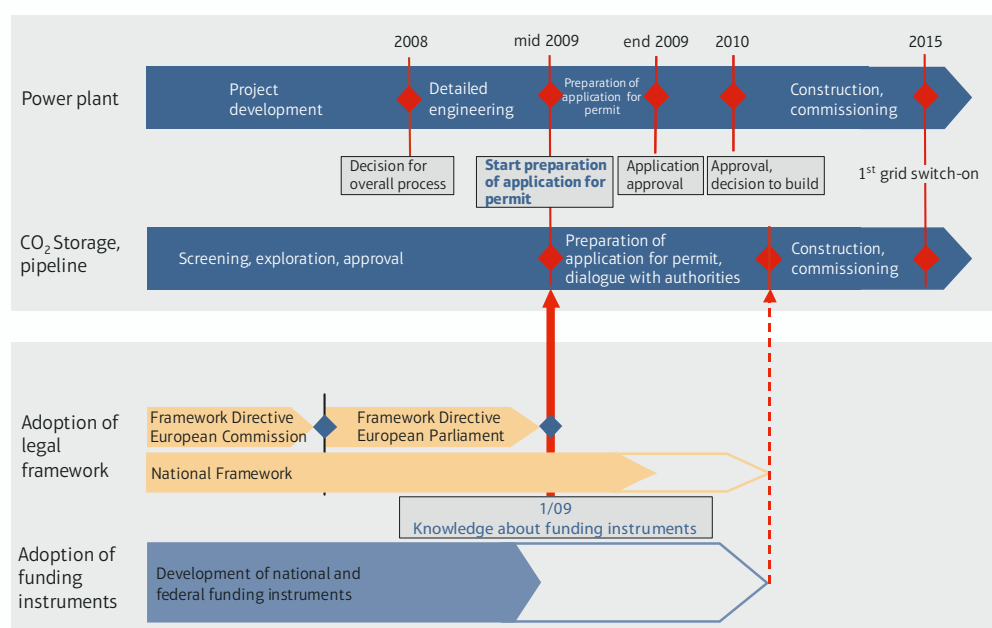 2008
mid 2009
end 2009
2010
2015
Power plant
Project
development
Detailed
engineering
Preparation of
application for
permit
Construction,
commissioning
Decision for
overall process
Start preparation
of application for
permit
Application
approval
Approval,
decision to build
1st grid switch-on
CO2 Storage,
pipeline
Screening, exploration, approval
Preparation of
application for permit,
dialogue with authorities
Construction,
commissioning
Adoption of
legal
framework
Framework Directive
European Commission
Framework Directive
European Parliament
National Framework
1/09
Knowledge about funding instruments
Adoption of
funding
instruments
Development of national and
federal funding instruments